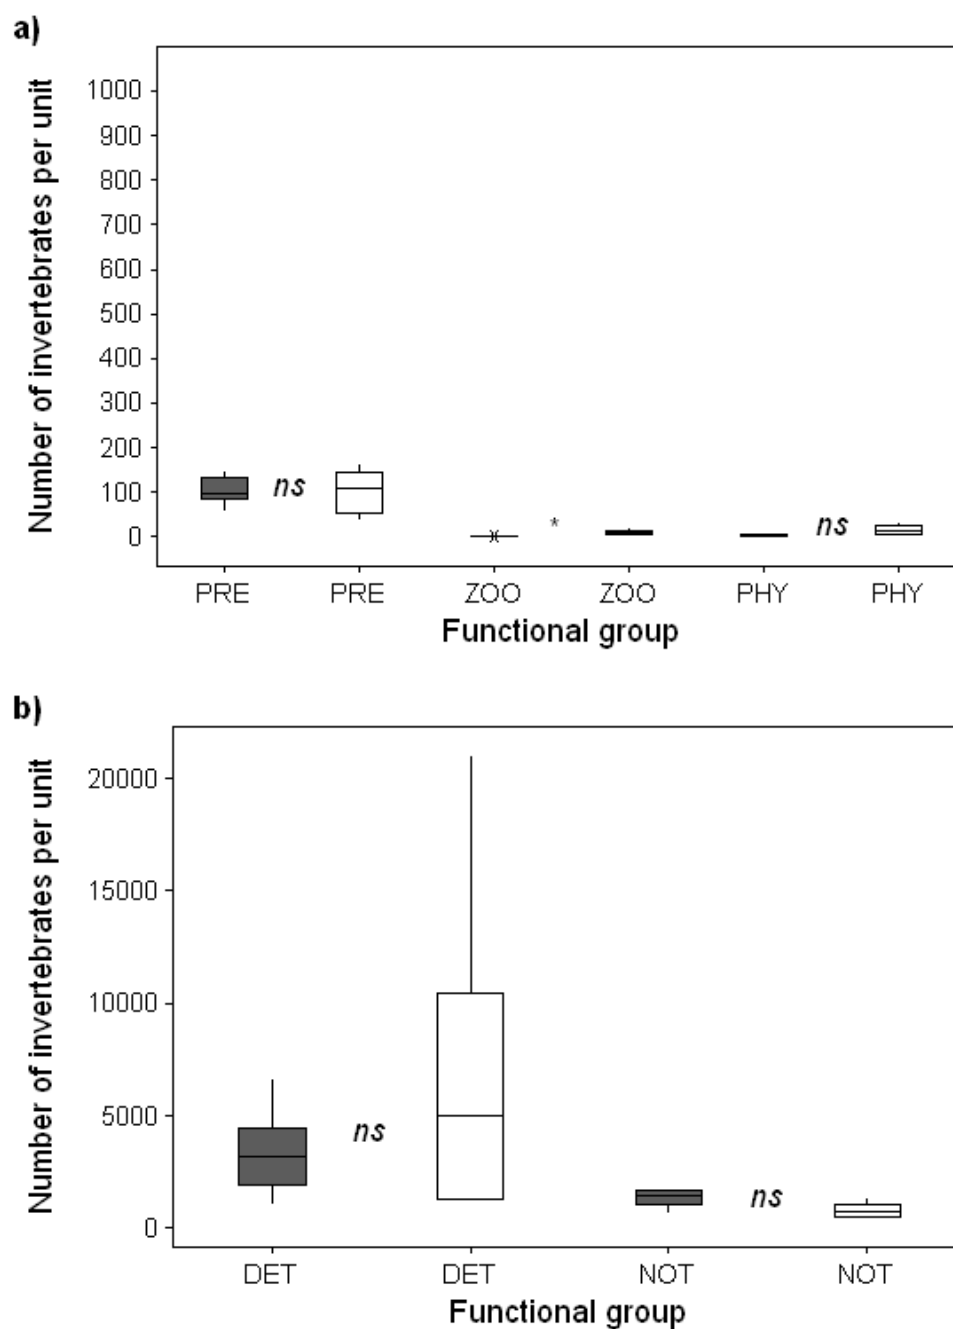 a)
Number of invertebrates per unit
1000
900
800
700
600
500
400
300
200
100
0
ns
*
ns
PRE PRE ZOO ZOO PHY PHY
Functional group
b)
Number of invertebrates per unit
20000
15000
10000
5000
0
ns
ns
DET DET NOT NOT
Functional group